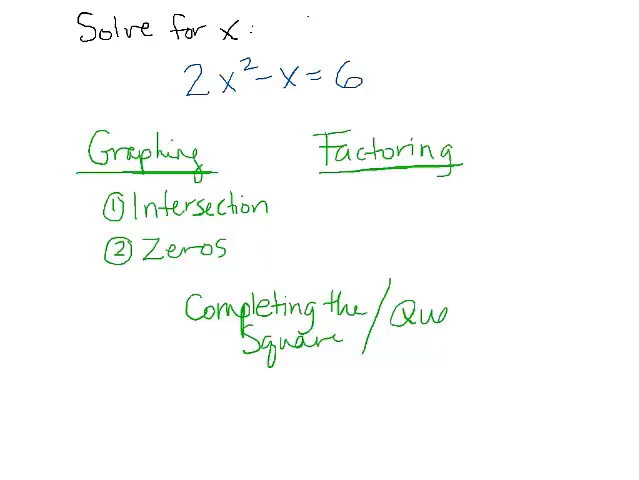 Solve for x:
2x²-x=6
Graphing Factoring
① Intersection
② Zeros
Completing the / Qua
Square